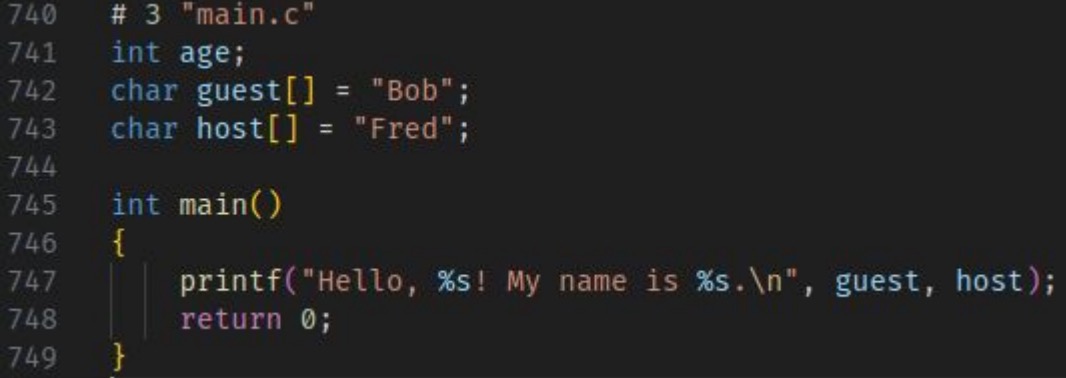 740 # 3 "main.c"
741 int age;
742 char guest[] = "Bob";
743 char host[] = "Fred";
744
745 int main()
746 {
747 printf("Hello, %s! My name is %s.\n", guest, host);
748 return 0;
749 }